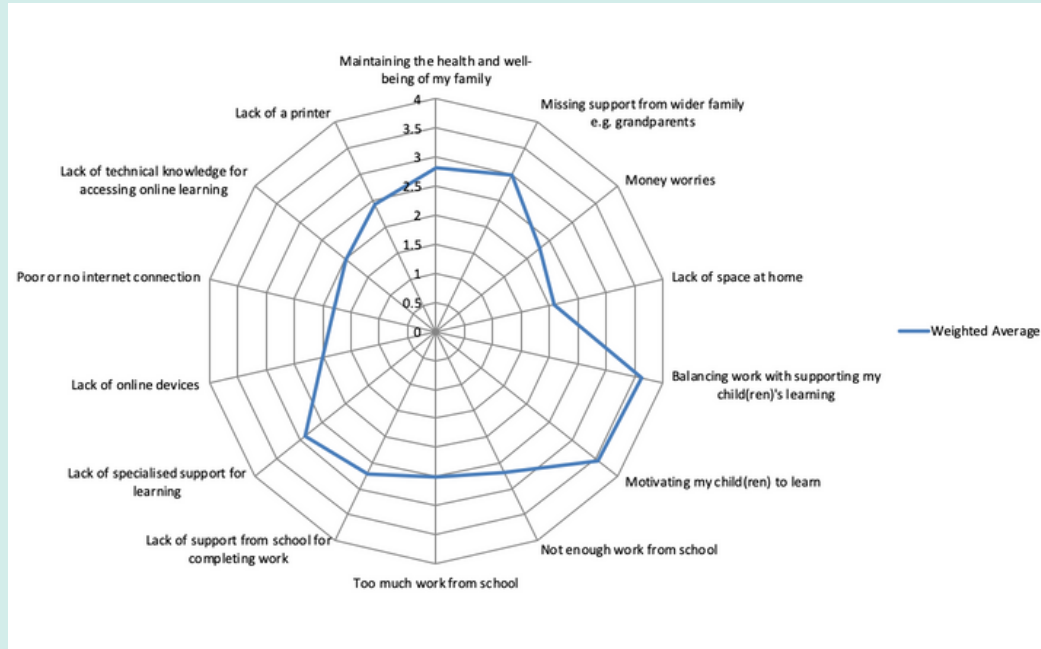 Maintaining the health and well-
being of my family
Missing support from wider family
e.g. grandparents
Money worries
Lack of space at home
Balancing work with supporting my
child(ren)'s learning
Motivating my child(ren) to learn
Not enough work from school
Too much work from school
Lack of support from school for
completing work
Lack of specialised support for
learning
Lack of online devices
Poor or no internet connection
Lack of technical knowledge for
accessing online learning
Lack of a printer
4
3.5
3
2.5
2
1.5
1
0.5
0
Weighted Average